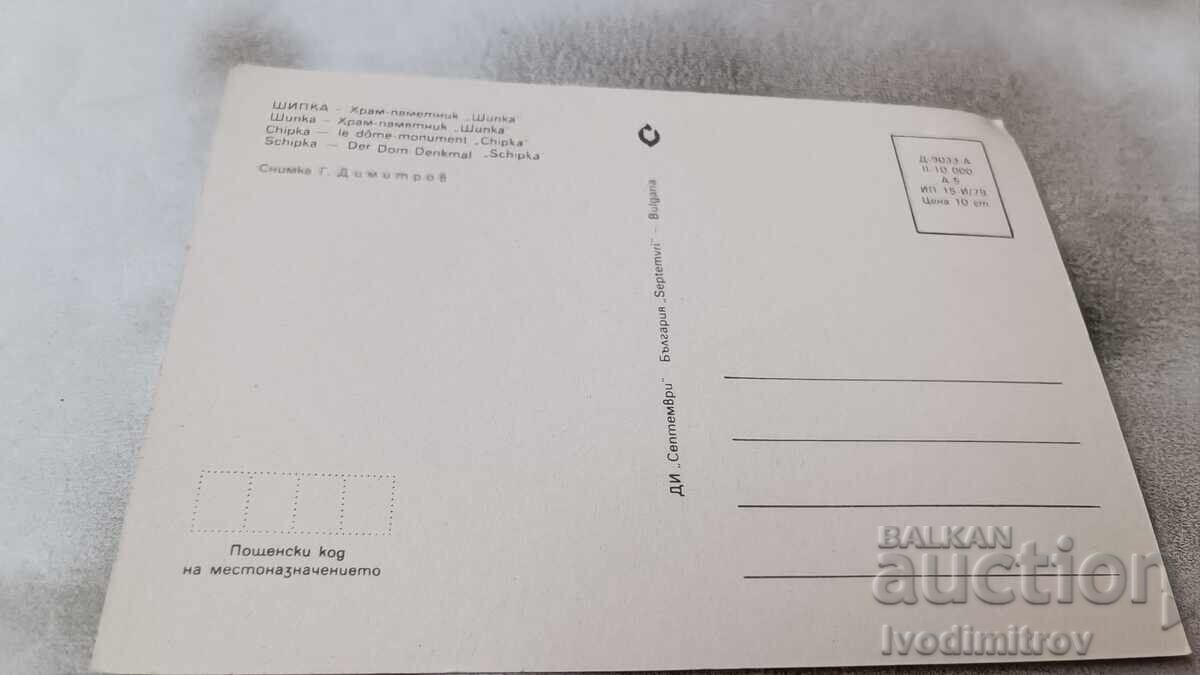 ШИПКА – Храм-паметник „Шипка“
Шипка – Храм-паметник „Шипка“
Chipka — le dôme-monument „Chipka“
Schipka — Der Dom-Denkmal „Schipka“
Снимка Г. Димитров
ДИ „Септември“ България „Septemvri“ – Bulgaria
Д-9033-А
II-10 000
А 5
ИП 15-И/79
Цена 10 ст.
Пощенски код
на местоназначението
BALKAN
auction
Ivodimitrov